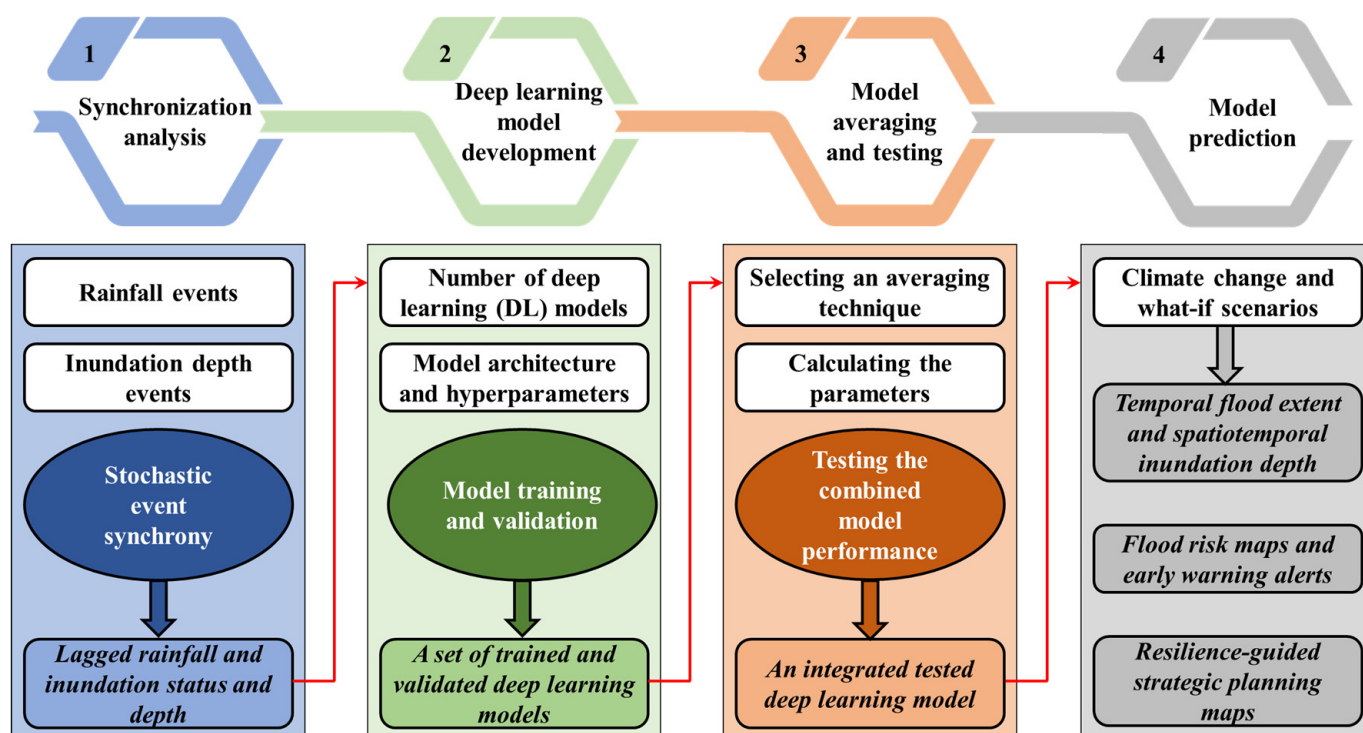 1
Synchronization
analysis
2
Deep learning
model
development
3
Model
averaging
and testing
4
Model
prediction
Rainfall events
Inundation depth
events
Stochastic
event
synchrony
Lagged rainfall and
inundation status and
depth
Number of deep
learning (DL) models
Model architecture
and hyperparameters
Model training
and validation
A set of trained and
validated deep learning
models
Selecting an averaging
technique
Calculating the
parameters
Testing the
combined
model
performance
An integrated tested
deep learning model
Climate change and
what-if scenarios
Temporal flood extent
and spatiotemporal
inundation depth
Flood risk maps and
early warning alerts
Resilience-guided
strategic planning
maps